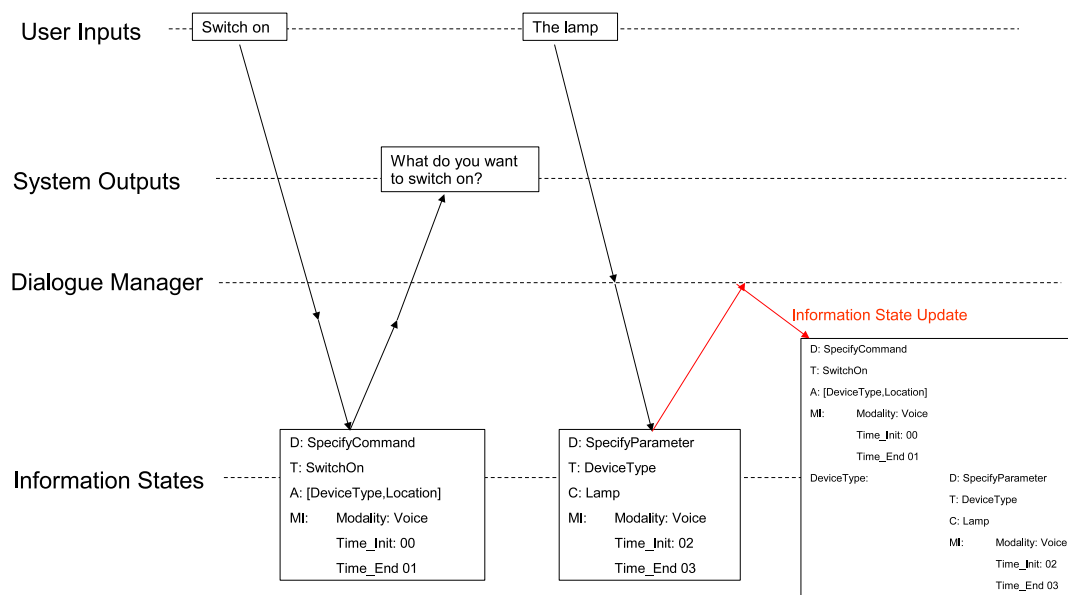 User Inputs
Switch on
The lamp
What do you want
to switch on?
System Outputs
Dialogue Manager
Information State Update
Information States
D: SpecifyCommand
T: SwitchOn
A: [DeviceType,Location]
MI: Modality: Voice
Time_Init: 00
Time_End 01
D: SpecifyParameter
T: DeviceType
C: Lamp
MI: Modality: Voice
Time_Init: 02
Time_End 03
D: SpecifyCommand
T: SwitchOn
A: [DeviceType,Location]
MI: Modality: Voice
Time_Init: 00
Time_End 01
DeviceType: D: SpecifyParameter
T: DeviceType
C: Lamp
MI: Modality: Voice
Time_Init: 02
Time_End 03